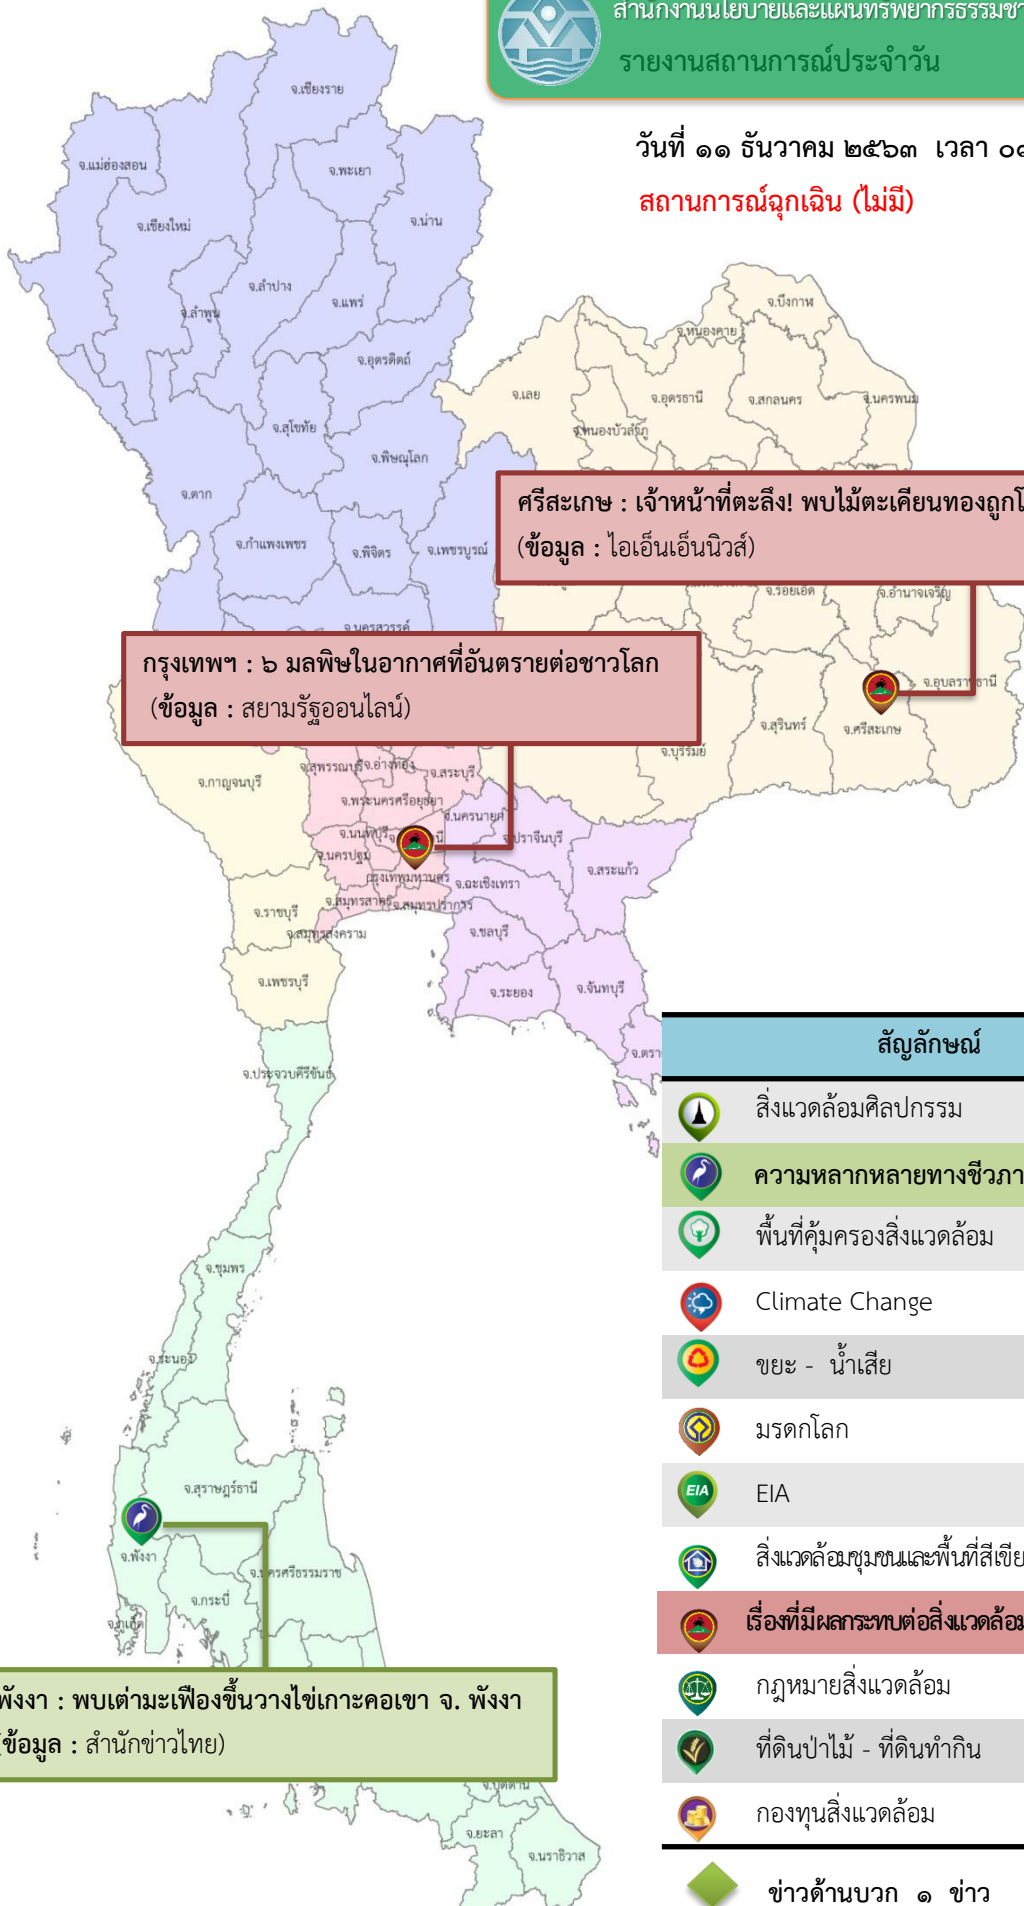 สำนักงานนโยบายและแผนทรัพยากรธรรมชา
รายงานสถานการณ์ประจำวัน
วันที่ ๑๑ ธันวาคม ๒๕๖๓ เวลา
สถานการณ์ฉุกเฉิน (ไม่มี)
จ.เชียงราย
จ.แม่ฮ่องสอน
จ.พะเยา
จ.เชียงใหม่
จ.น่าน
จ.ลำปาง
จ.แพร่
จ.ลำพูน
จ.อุตรดิตถ์
จ.บึงกาฬ
จ.หนองคาย
จ.เลย
จ.อุดรธานี
จ.สกลนคร
จ.นครพนม
จ.สุโขทัย
จ.หนองบัวลำภู
จ.พิษณุโลก
จ.ตาก
จ.กำแพงเพชร
จ.พิจิตร
จ.เพชรบูรณ์
ศรีสะเกษ : เจ้าหน้าที่ตะลึง! พบไม้ตะเคียนทองถูก
(ข้อมูล : ไอเอ็นเอ็นนิวส์)
จ.ร้อยเอ็ด
จ.อำนาจเจริญ
จ.นครสวรรค์
กรุงเทพฯ : ๖ มลพิษในอากาศที่อันตรายต่อชาวโลก
(ข้อมูล : สยามรัฐออนไลน์)
จ.อุบลราชธานี
จ.สุรินทร์
จ.ศรีสะเกษ
จ.บุรีรัมย์
จ.กาญจนบุรี
จ.สุพรรณบุรี
จ.อ่างทอง
จ.สระบุรี
จ.พระนครศรีอยุธยา
จ.นครนายก
จ.นนทบุรี
จ.ปราจีนบุรี
จ.นครปฐม
จ.สระแก้ว
กรุงเทพมหานคร
จ.ฉะเชิงเทรา
จ.ราชบุรี
จ.สมุทรสาคร
จ.สมุทรปราการ
จ.สมุทรสงคราม
จ.ชลบุรี
จ.เพชรบุรี
จ.ระยอง
จ.จันทบุรี
จ.ตรา
จ.ประจวบคีรีขันธ์
สัญลักษณ์
สิ่งแวดล้อมศิลปกรรม
ความหลากหลายทางชีวภา
พื้นที่คุ้มครองสิ่งแวดล้อม
จ.ชุมพร
Climate Change
จ.ระนอง
ขยะ - น้ำเสีย
มรดกโลก
จ.สุราษฎร์ธานี
EIA
EIA
จ.พังงา
จ.นครศรีธรรมราช
สิ่งแวดล้อมชุมชนและพื้นที่สีเขีย
จ.กระบี่
จ.ภูเก็ต
เรื่องที่มีผลกระทบต่อสิ่งแวดล้อม
กฎหมายสิ่งแวดล้อม
พังงา : พบเต่ามะเฟืองขึ้นวางไข่เกาะคอเขา จ. พังงา
(ข้อมูล : สำนักข่าวไทย)
ที่ดินป่าไม้ - ที่ดินทำกิน
จ.ปัตตานี
กองทุนสิ่งแวดล้อม
จ.ยะลา
จ.นราธิวาส
ข่าวด้านบวก ๑ ข่าว